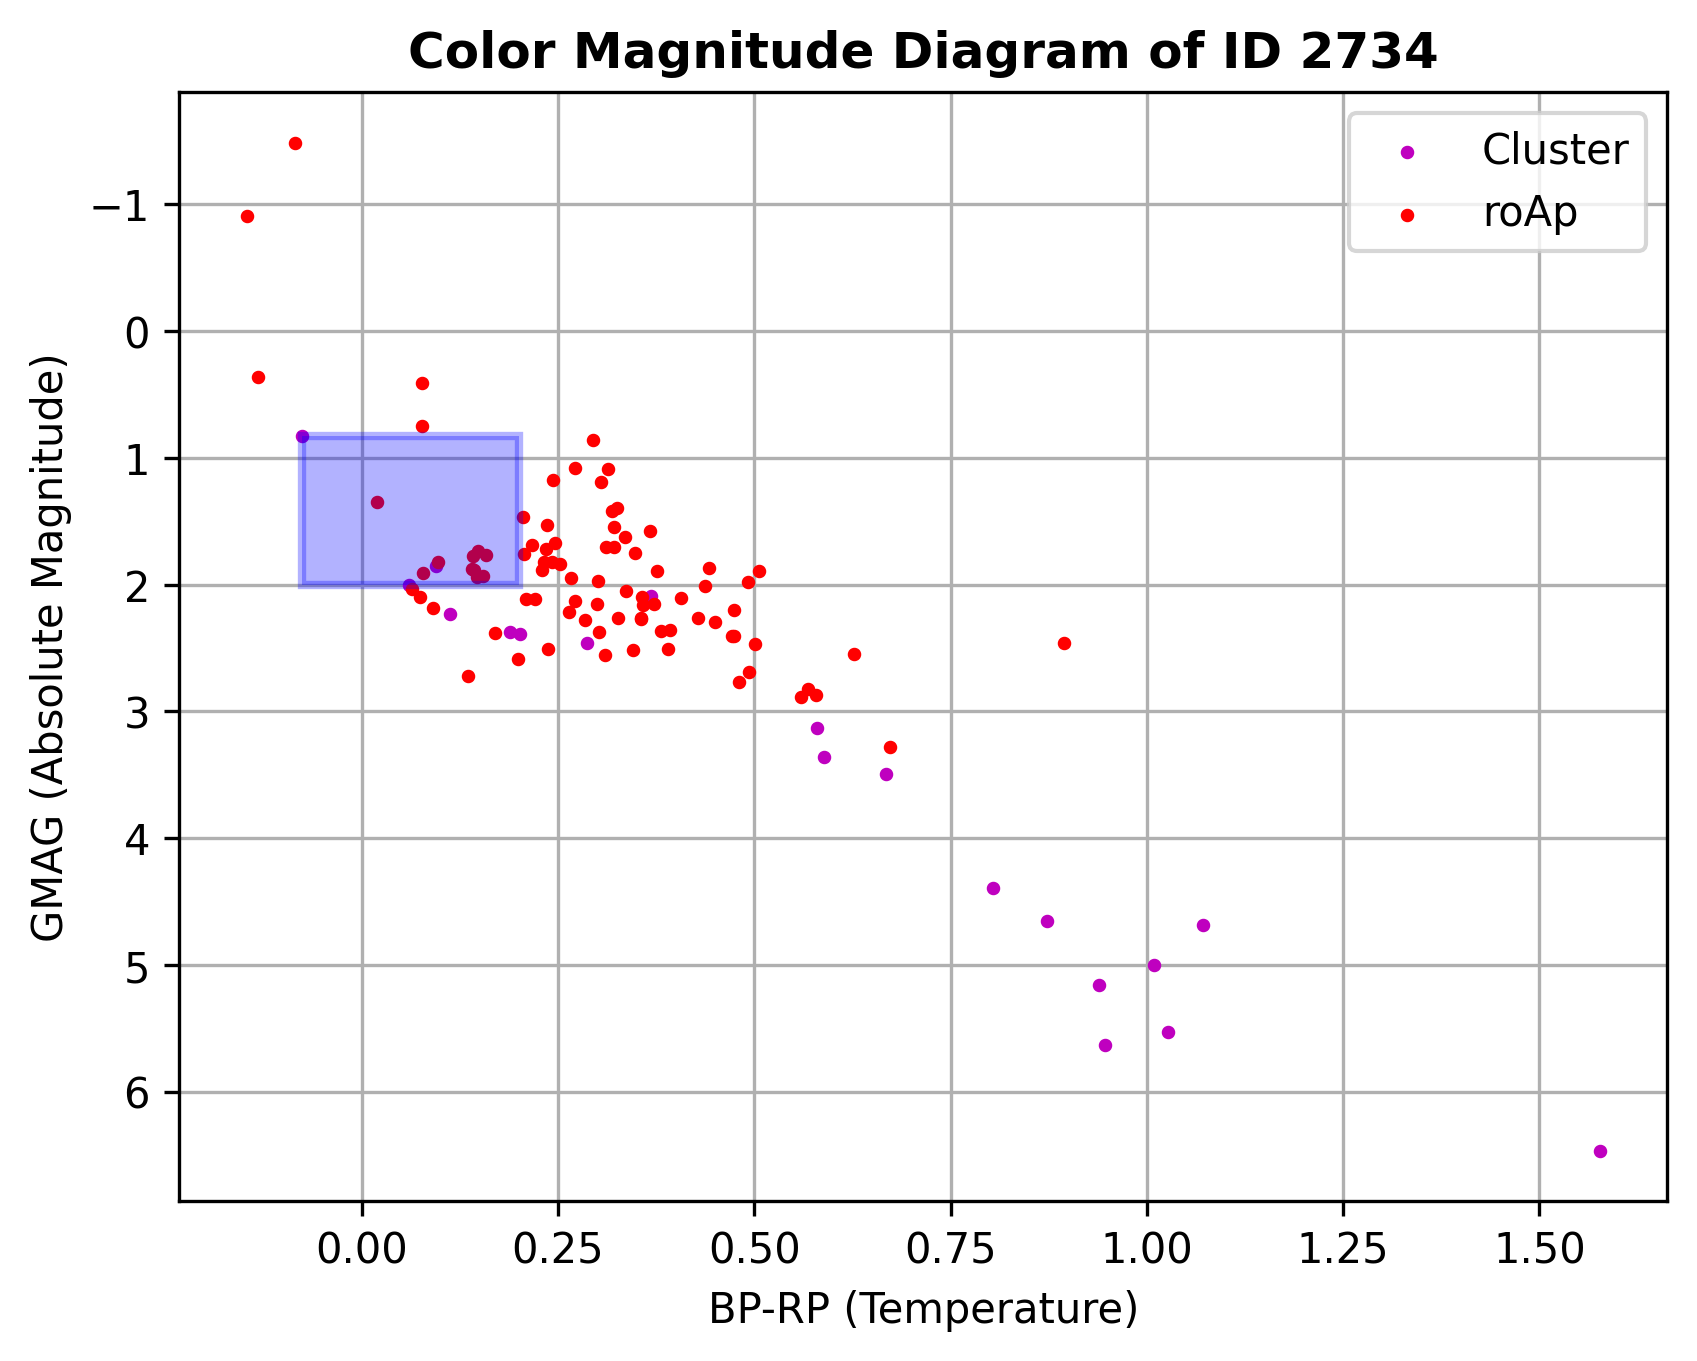 Color Magnitude Diagram of ID 2734
Cluster
roAp
GMAG (Absolute Magnitude)
−1
0
1
2
3
4
5
6
0.00 0.25 0.50 0.75 1.00 1.25 1.50
BP-RP (Temperature)